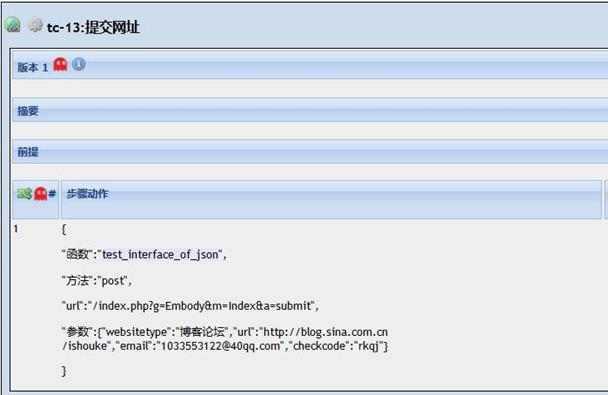 tc-13:提交网址
版本 1
摘要
前提
# 步骤动作
1 {
"函数":"test_interface_of_json",
"方法":"post",
"url":"/index.php?g=Embody&m=Index&a=submit",
"参数":{"websitetype":"博客论坛","url":"http://blog.sina.com.cn
/ishouke","email":"1033553122@40qq.com","checkcode":"rkqj"}
}